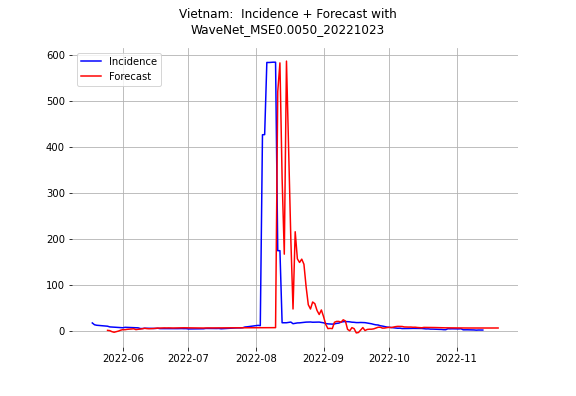 Vietnam: Incidence + Forecast with
WaveNet_MSE0.0050_20221023
Incidence
Forecast
600
500
400
300
200
100
0
2022-06 2022-07 2022-08 2022-09 2022-10 2022-11